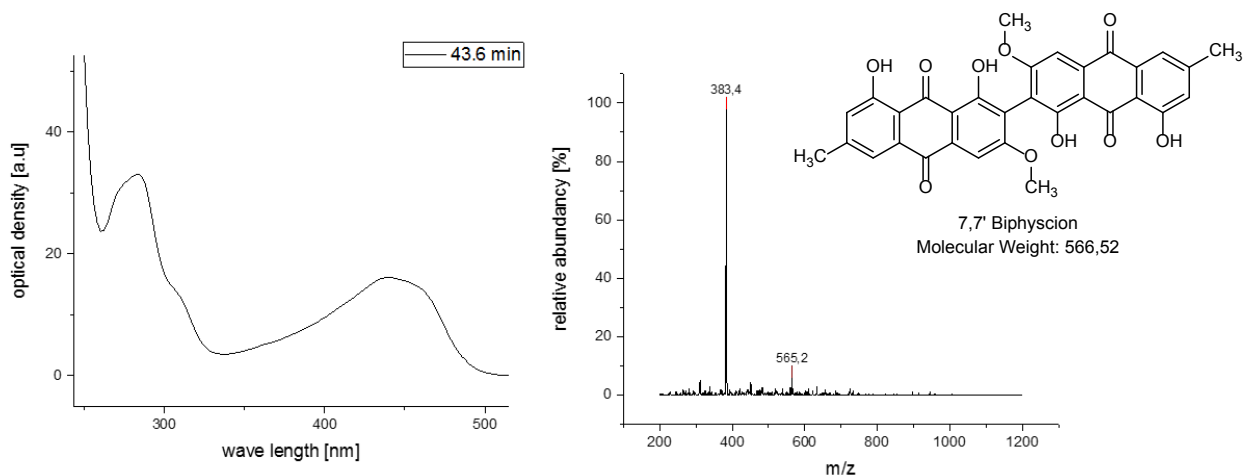 43.6 min
optical density [a.u]
40
20
0
300
400
500
wave length [nm]
relative abundancy [%]
100
80
60
40
20
0
383,4
565,2
200
400
600
800
1000
1200
m/z
CH₃
O
O
CH₃
OH
O
OH
O
H₃C
O
OH
O
OH
O
CH₃
7,7' Biphyscion
Molecular Weight: 566,52